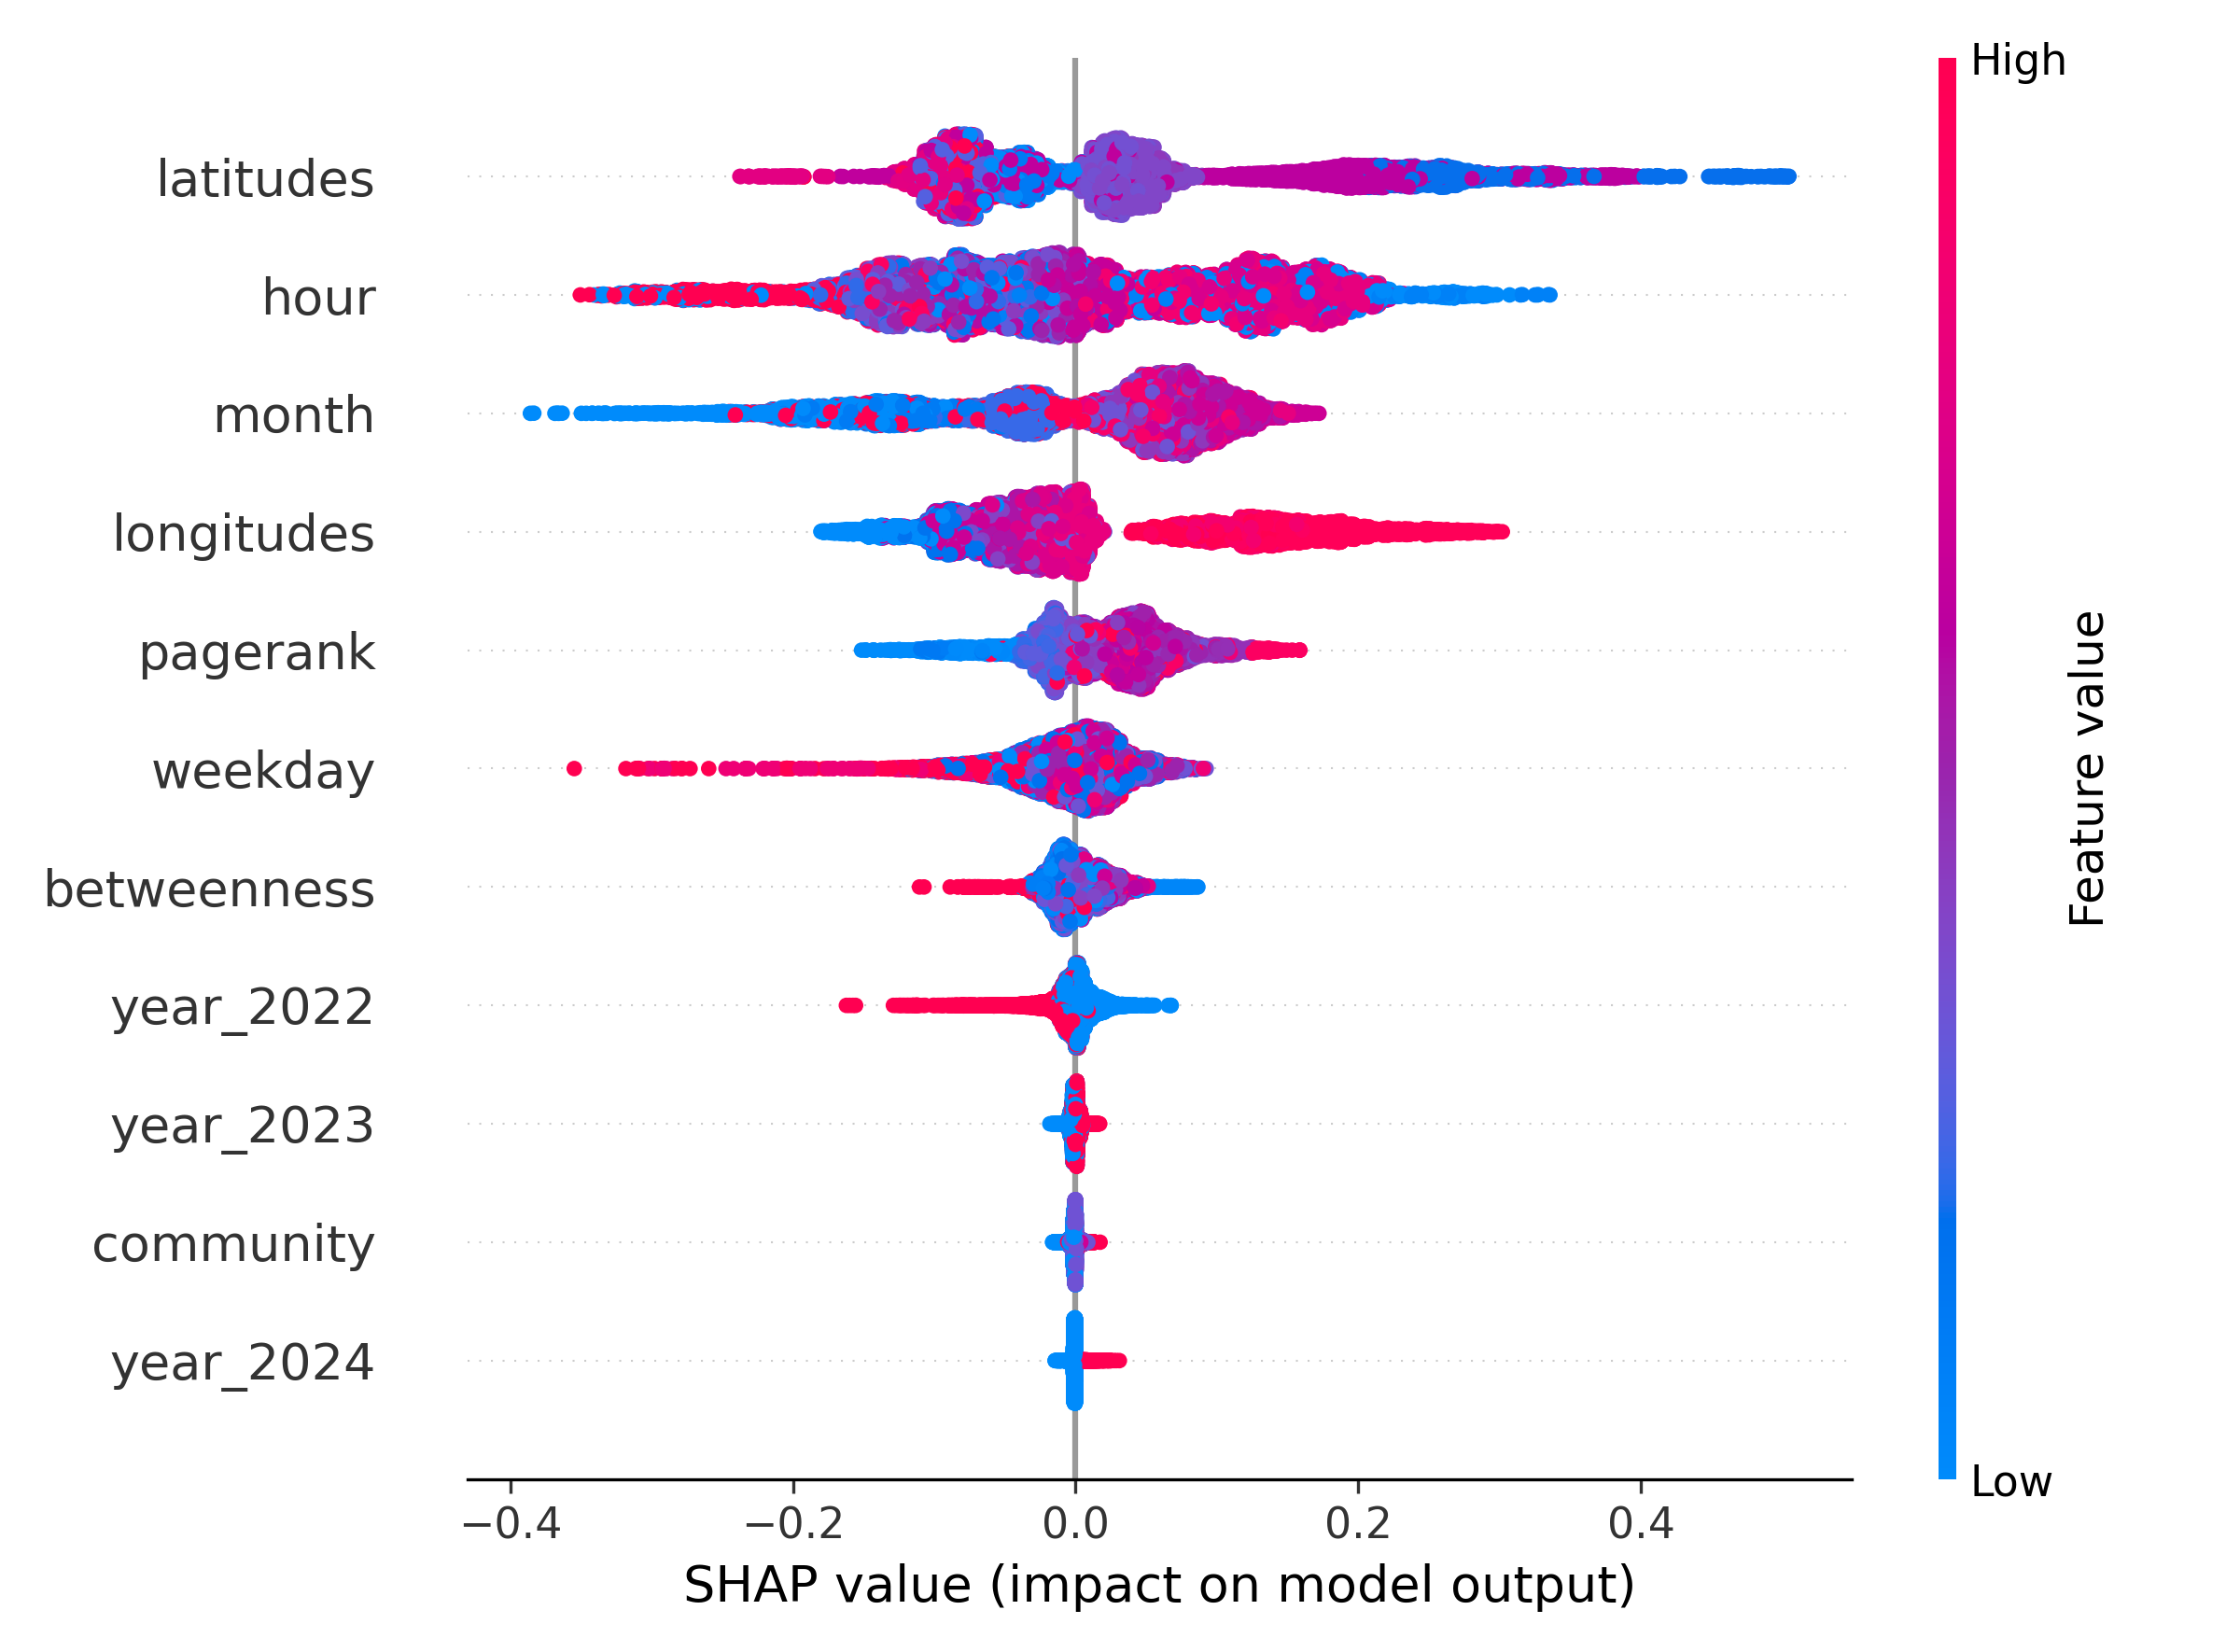 High
latitudes
hour
month
longitudes
pagerank
weekday
betweenness
year_2022
year_2023
community
year_2024
Feature value
Low
−0.4 −0.2 0.0 0.2 0.4
SHAP value (impact on model output)